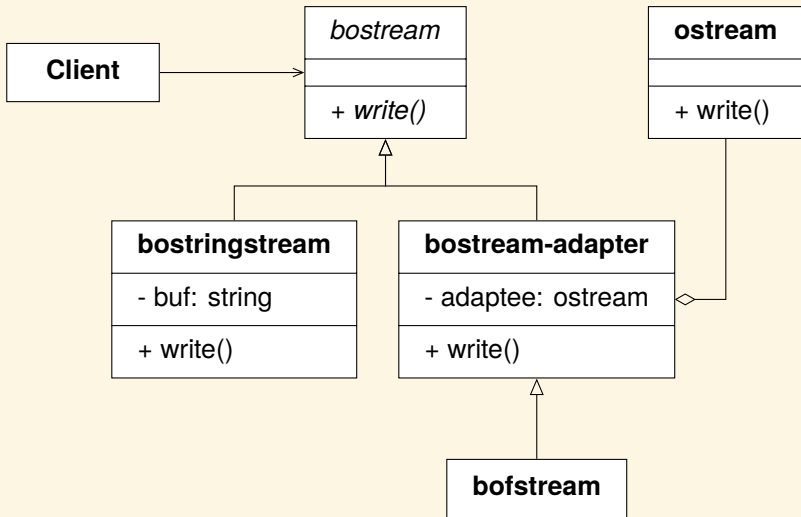 Client
bostream
+ write()
ostream
+ write()
bostringstream
- buf: string
+ write()
bostream-adapter
- adaptee: ostream
+ write()
bofstream